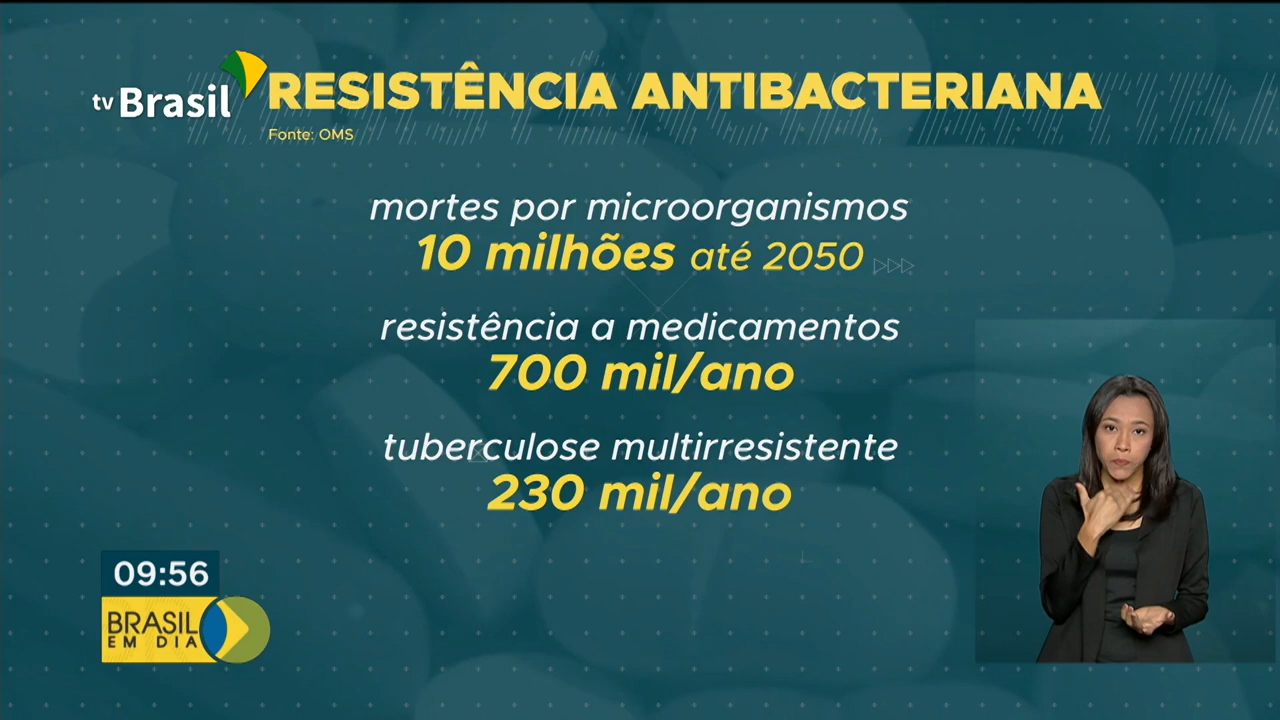 tv Brasil
RESISTÊNCIA ANTIBACTERIANA
Fonte: OMS
mortes por microorganismos
10 milhões até 2050
resistência a medicamentos
700 mil/ano
tuberculose multirresistente
230 mil/ano
09:56
BRASIL
EM DIA